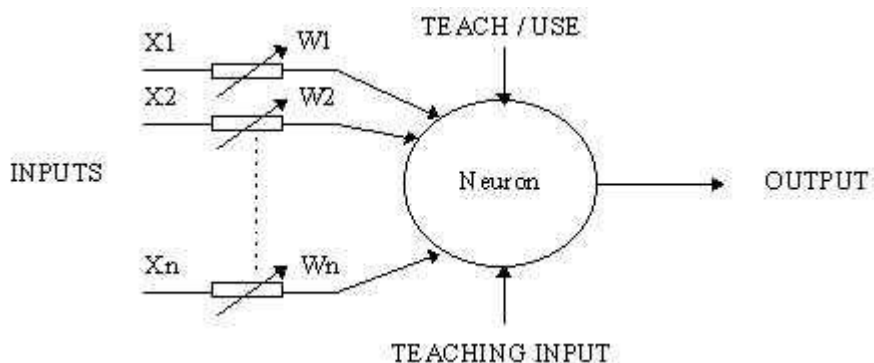 TEACH / USE
X1
W1
X2
W2
INPUTS
Neuron
OUTPUT
Xn
Wn
TEACHING INPUT